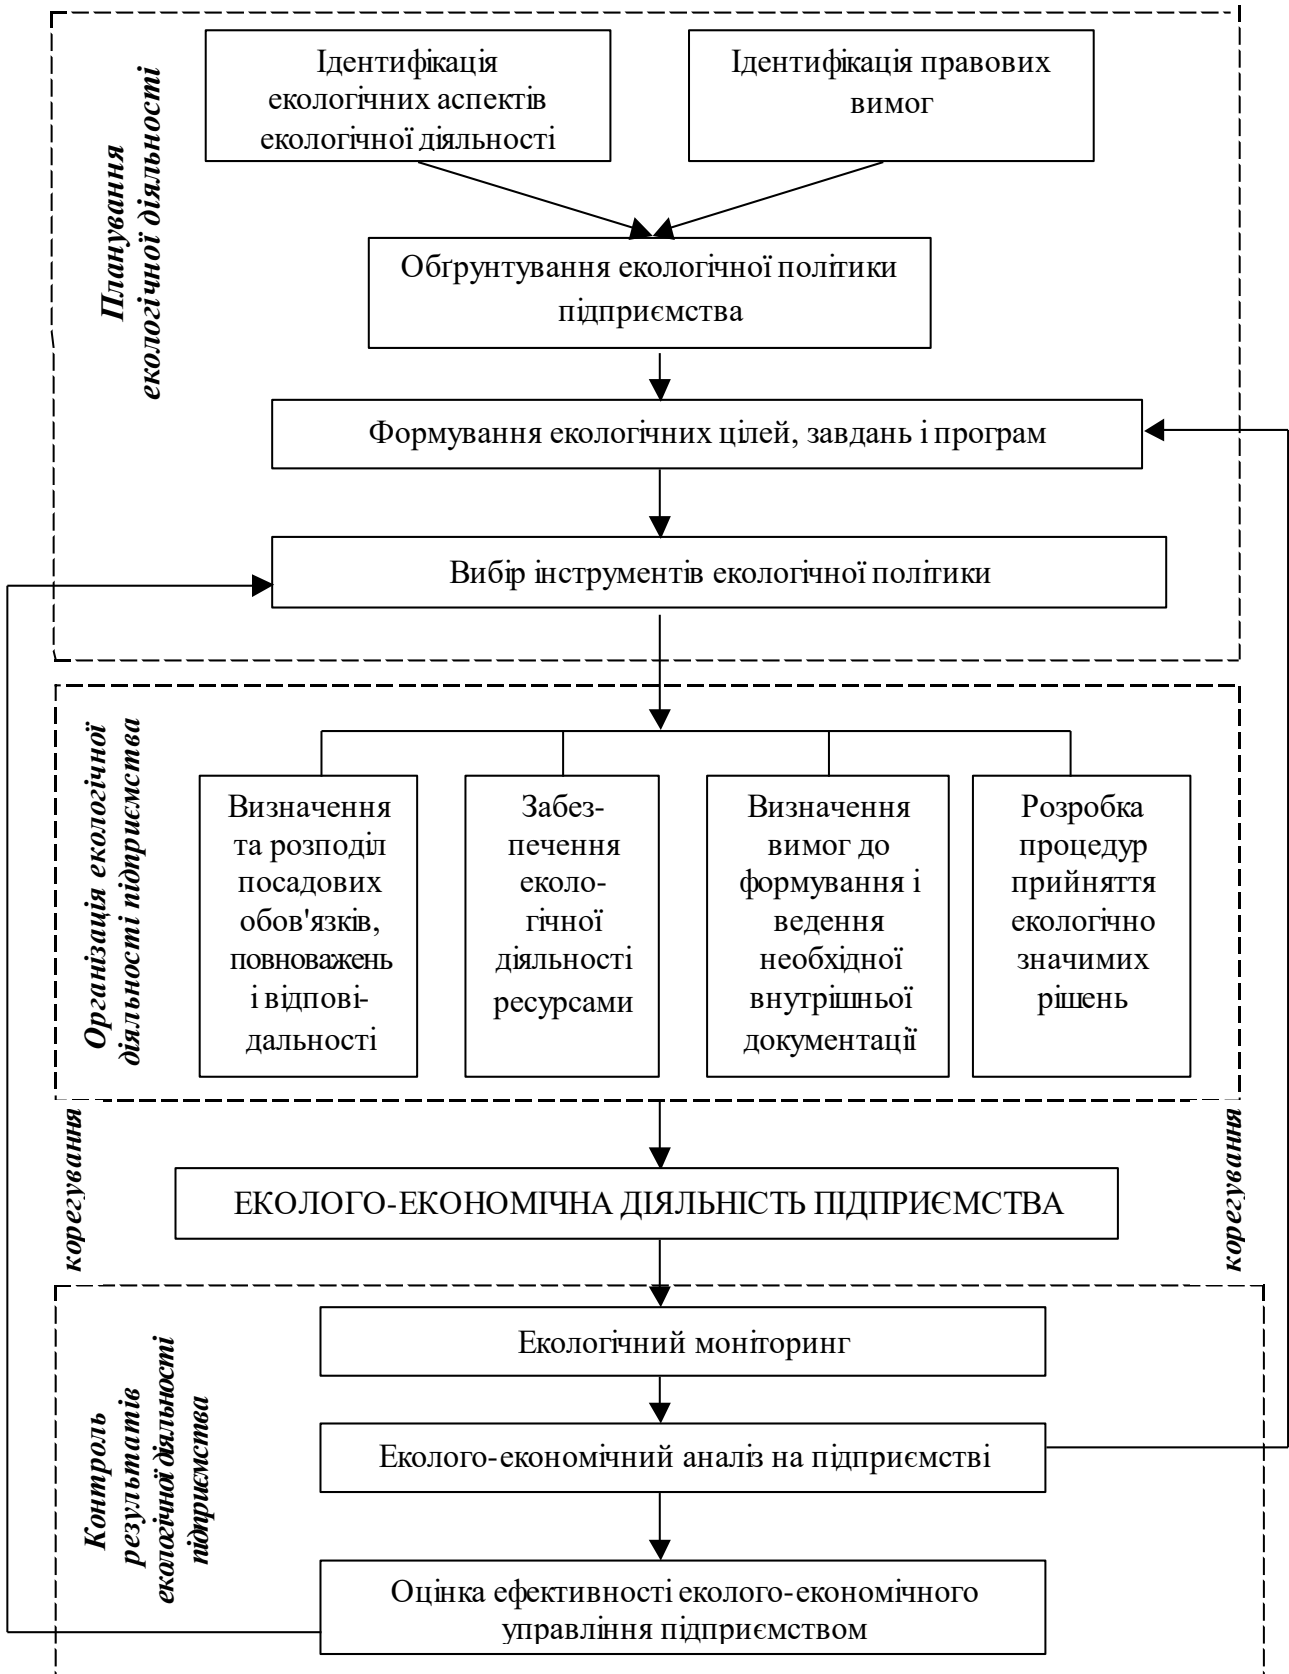 Планування
екологічної діяльності
Ідентифікація
екологічних аспектів
екологічної діяльності
Ідентифікація правових
вимог
Обґрунтування екологічної політики
підприємства
Формування екологічних цілей, завдань і програм
Вибір інструментів екологічної політики
Організація екологічної
діяльності підприємства
Визначення
та розподіл
посадових
обов'язків,
повноважень
і відпові-
дальності
Забез-
печення
еколо-
гічної
діяльності
ресурсами
Визначення
вимог до
формування і
ведення
необхідної
внутрішньої
документації
Розробка
процедур
прийняття
екологічно
значимих
рішень
корегування
корегування
ЕКОЛОГО-ЕКОНОМІЧНА ДІЯЛЬНІСТЬ ПІДПРИЄМСТВА
Контроль
результатів
екологічної діяльності
підприємства
Екологічний моніторинг
Еколого-економічний аналіз на підприємстві
Оцінка ефективності еколого-економічного
управління підприємством